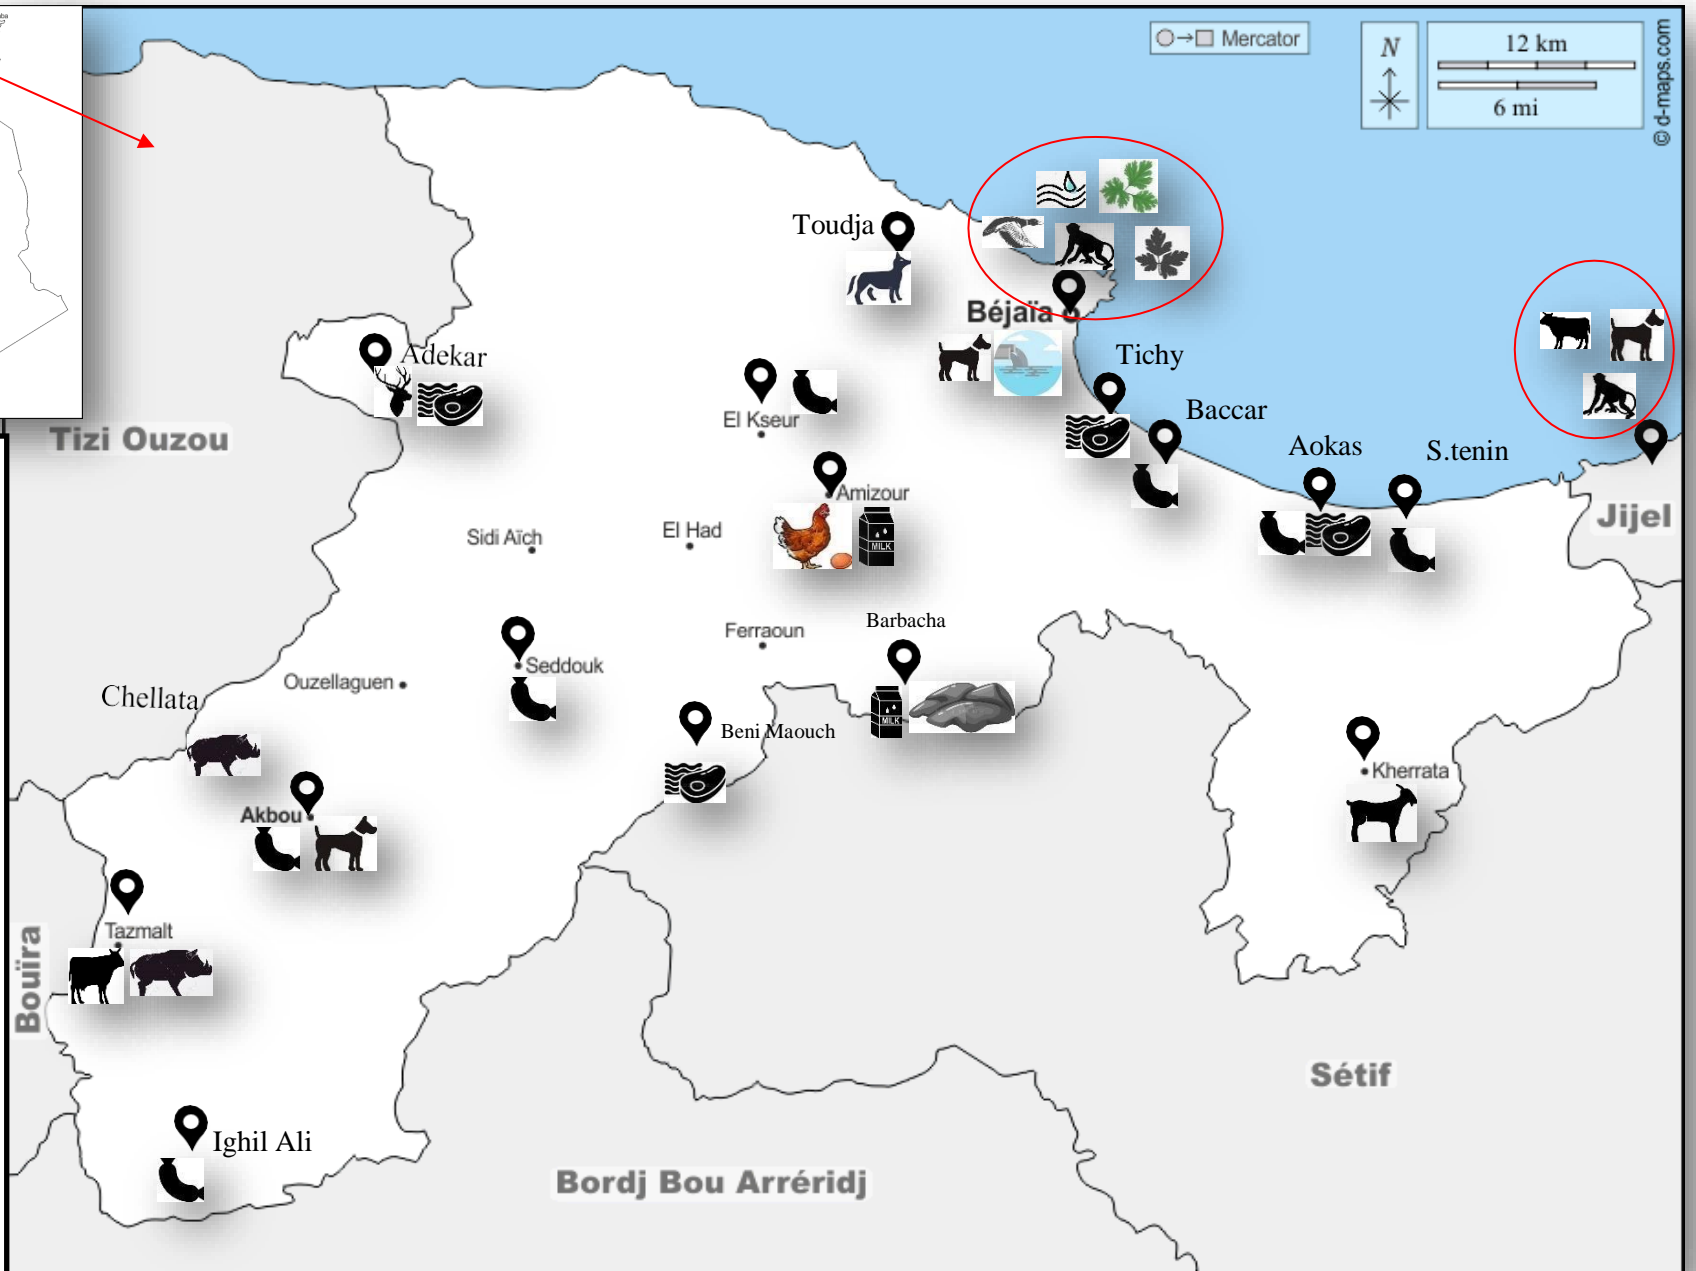 Mercator
N
12 km
6 mi
© d-maps.com
Toudja
Béjaïa
Adekar
Tichy
El Kseur
Baccar
Tizi Ouzou
Aokas
S.tenin
Amizour
Jijel
Sidi Aïch
El Had
MILK
Barbacha
Ferraoun
Seddouk
Ouzellaguen
Chellata
MILK
Beni Maouch
Kherrata
Akbou
Tazmalt
Bouïra
Sétif
Ighil Ali
Bordj Bou Arréridj